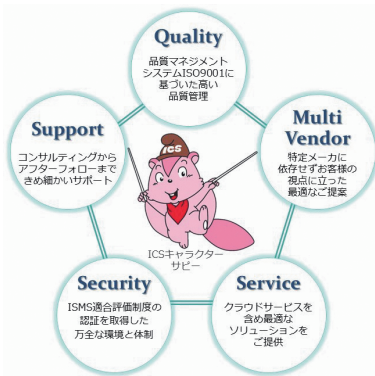 Quality
品質マネジメント
システムISO9001に
基づいた高い
品質管理
Support
コンサルティングから
アフターフォローまで
きめ細かいサポート
Multi
Vendor
特定メーカに
依存せずお客様の
視点に立った
最適なご提案
ICS
ICSキャラクター
サピー
Security
ISMS適合評価制度の
認証を取得した
万全な環境と体制
Service
クラウドサービスを
含め最適な
ソリューションを
ご提供